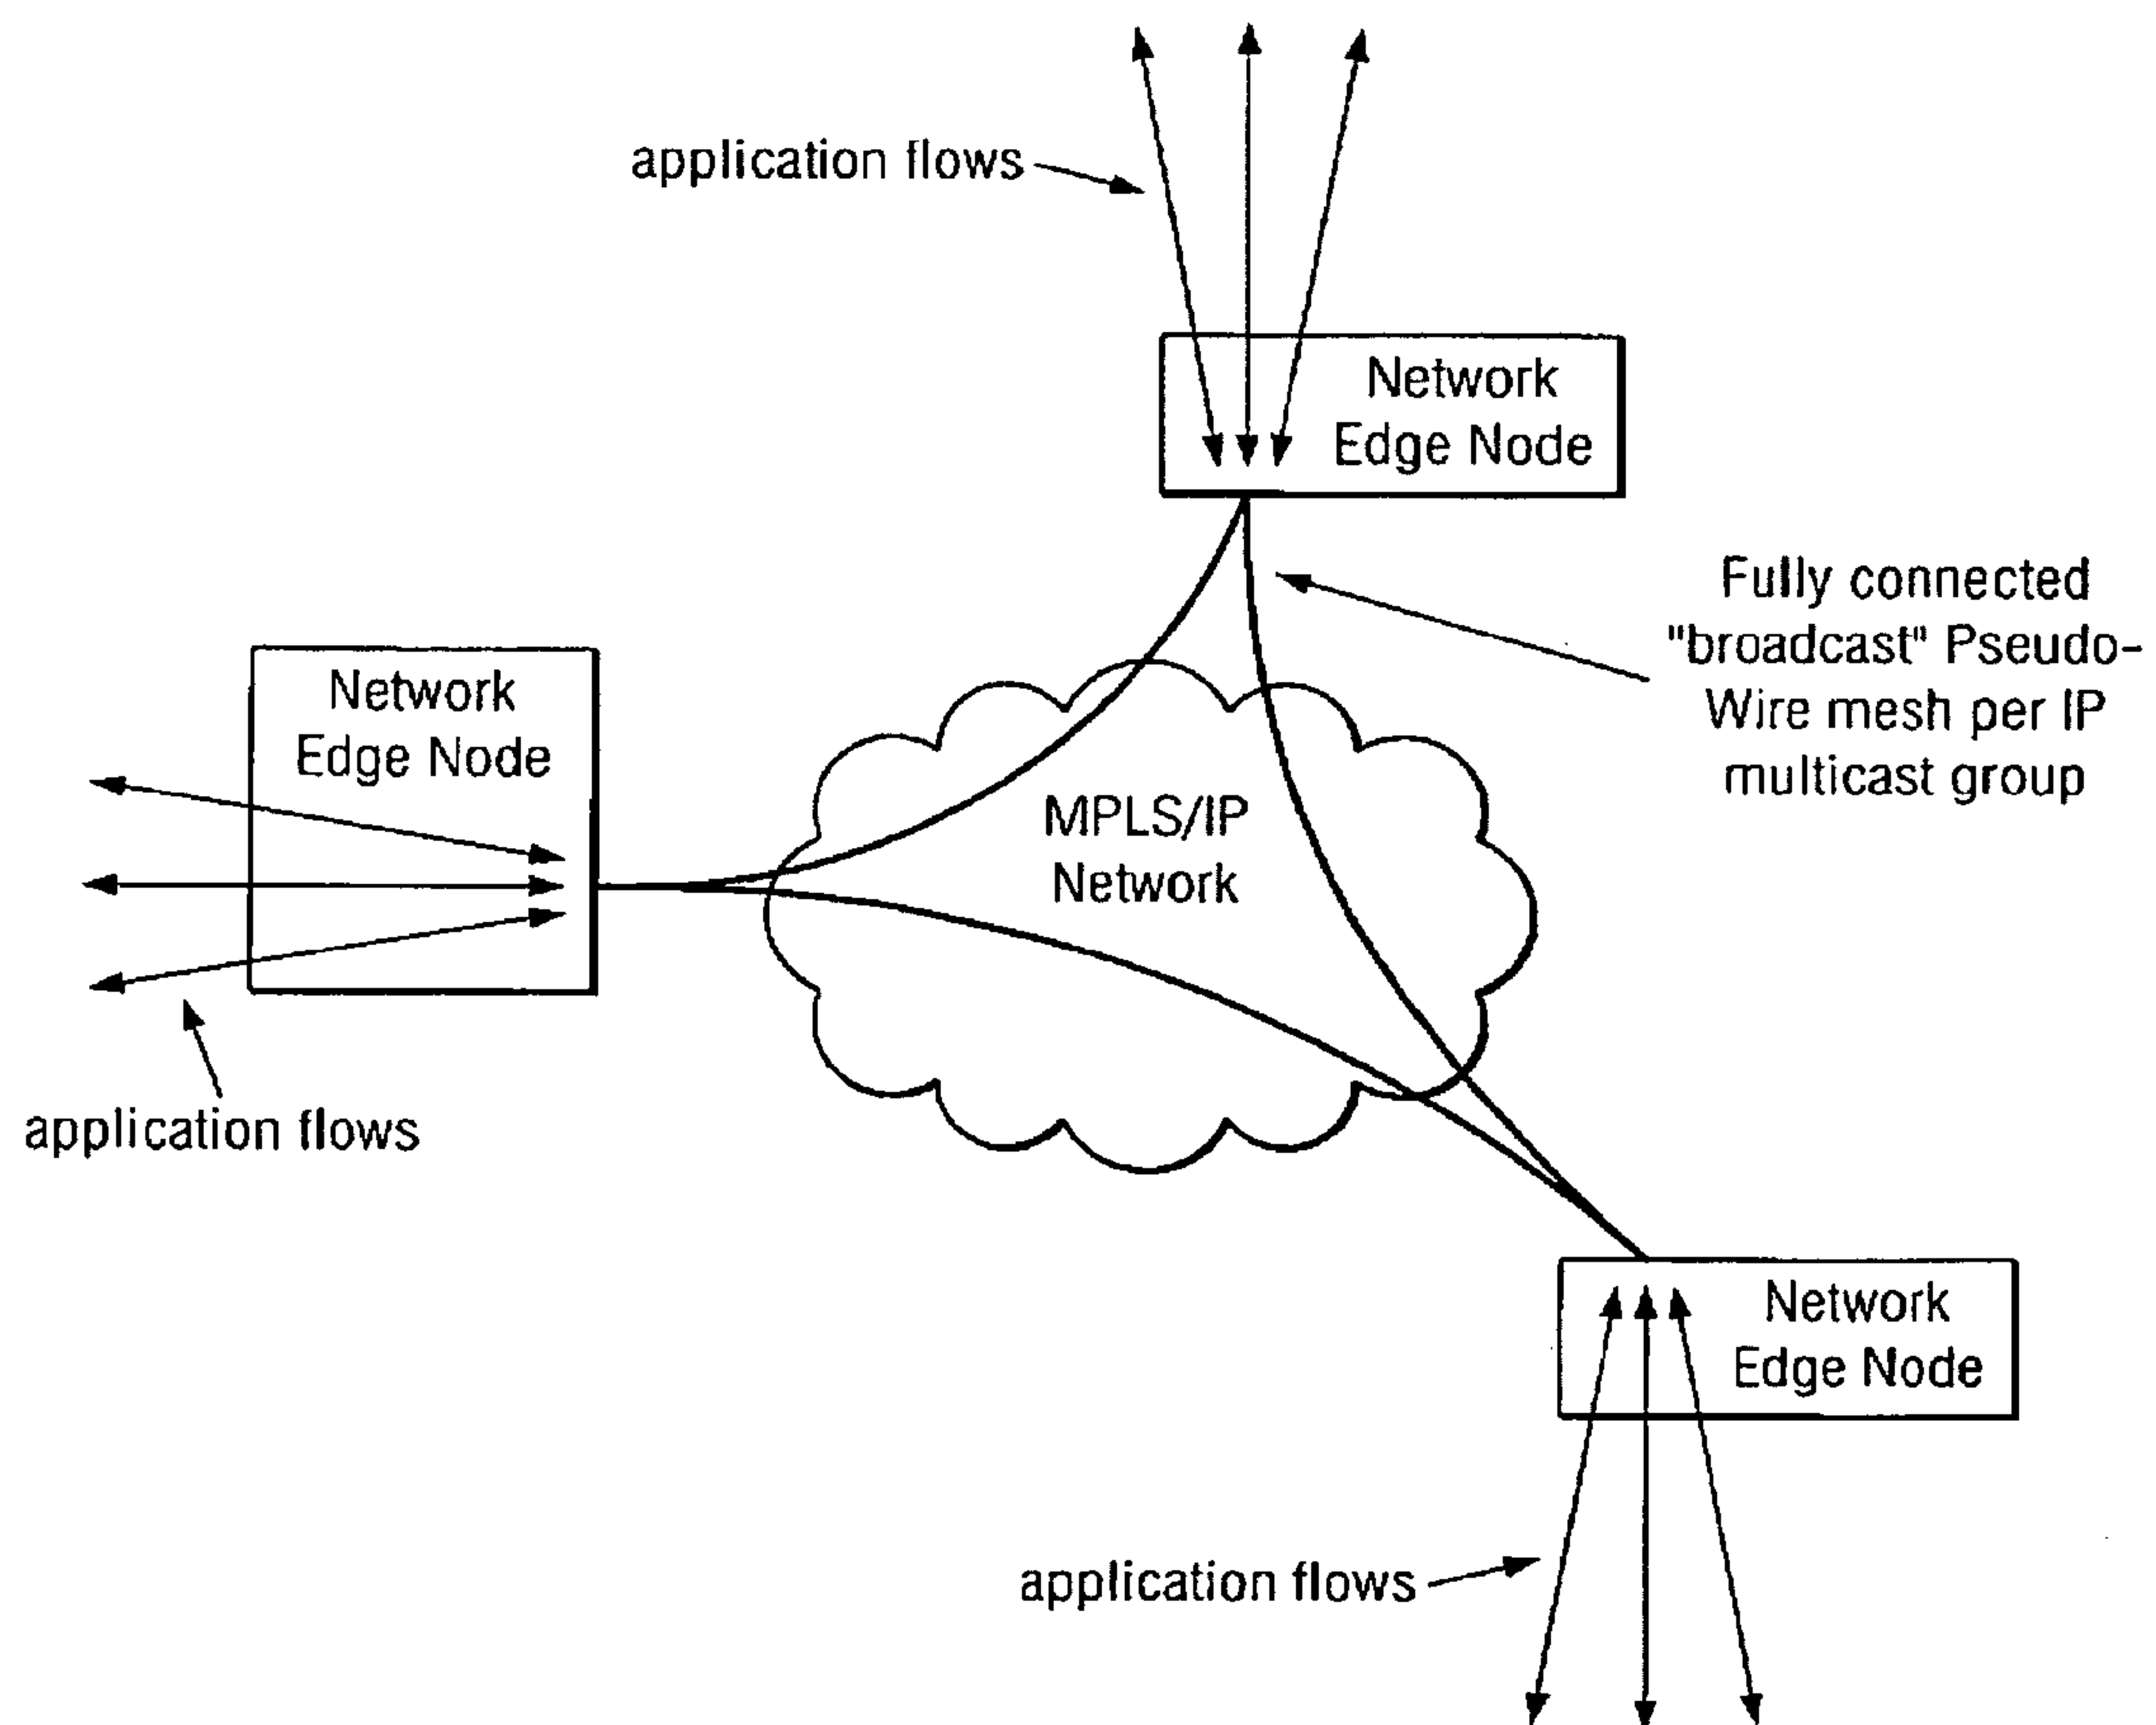 application flows
Network
Edge Node
Fully connected
"broadcast" Pseudo-
Wire mesh per IP
multicast group
Network
Edge Node
MPLS/IP
Network
application flows
Network
Edge Node
application flows